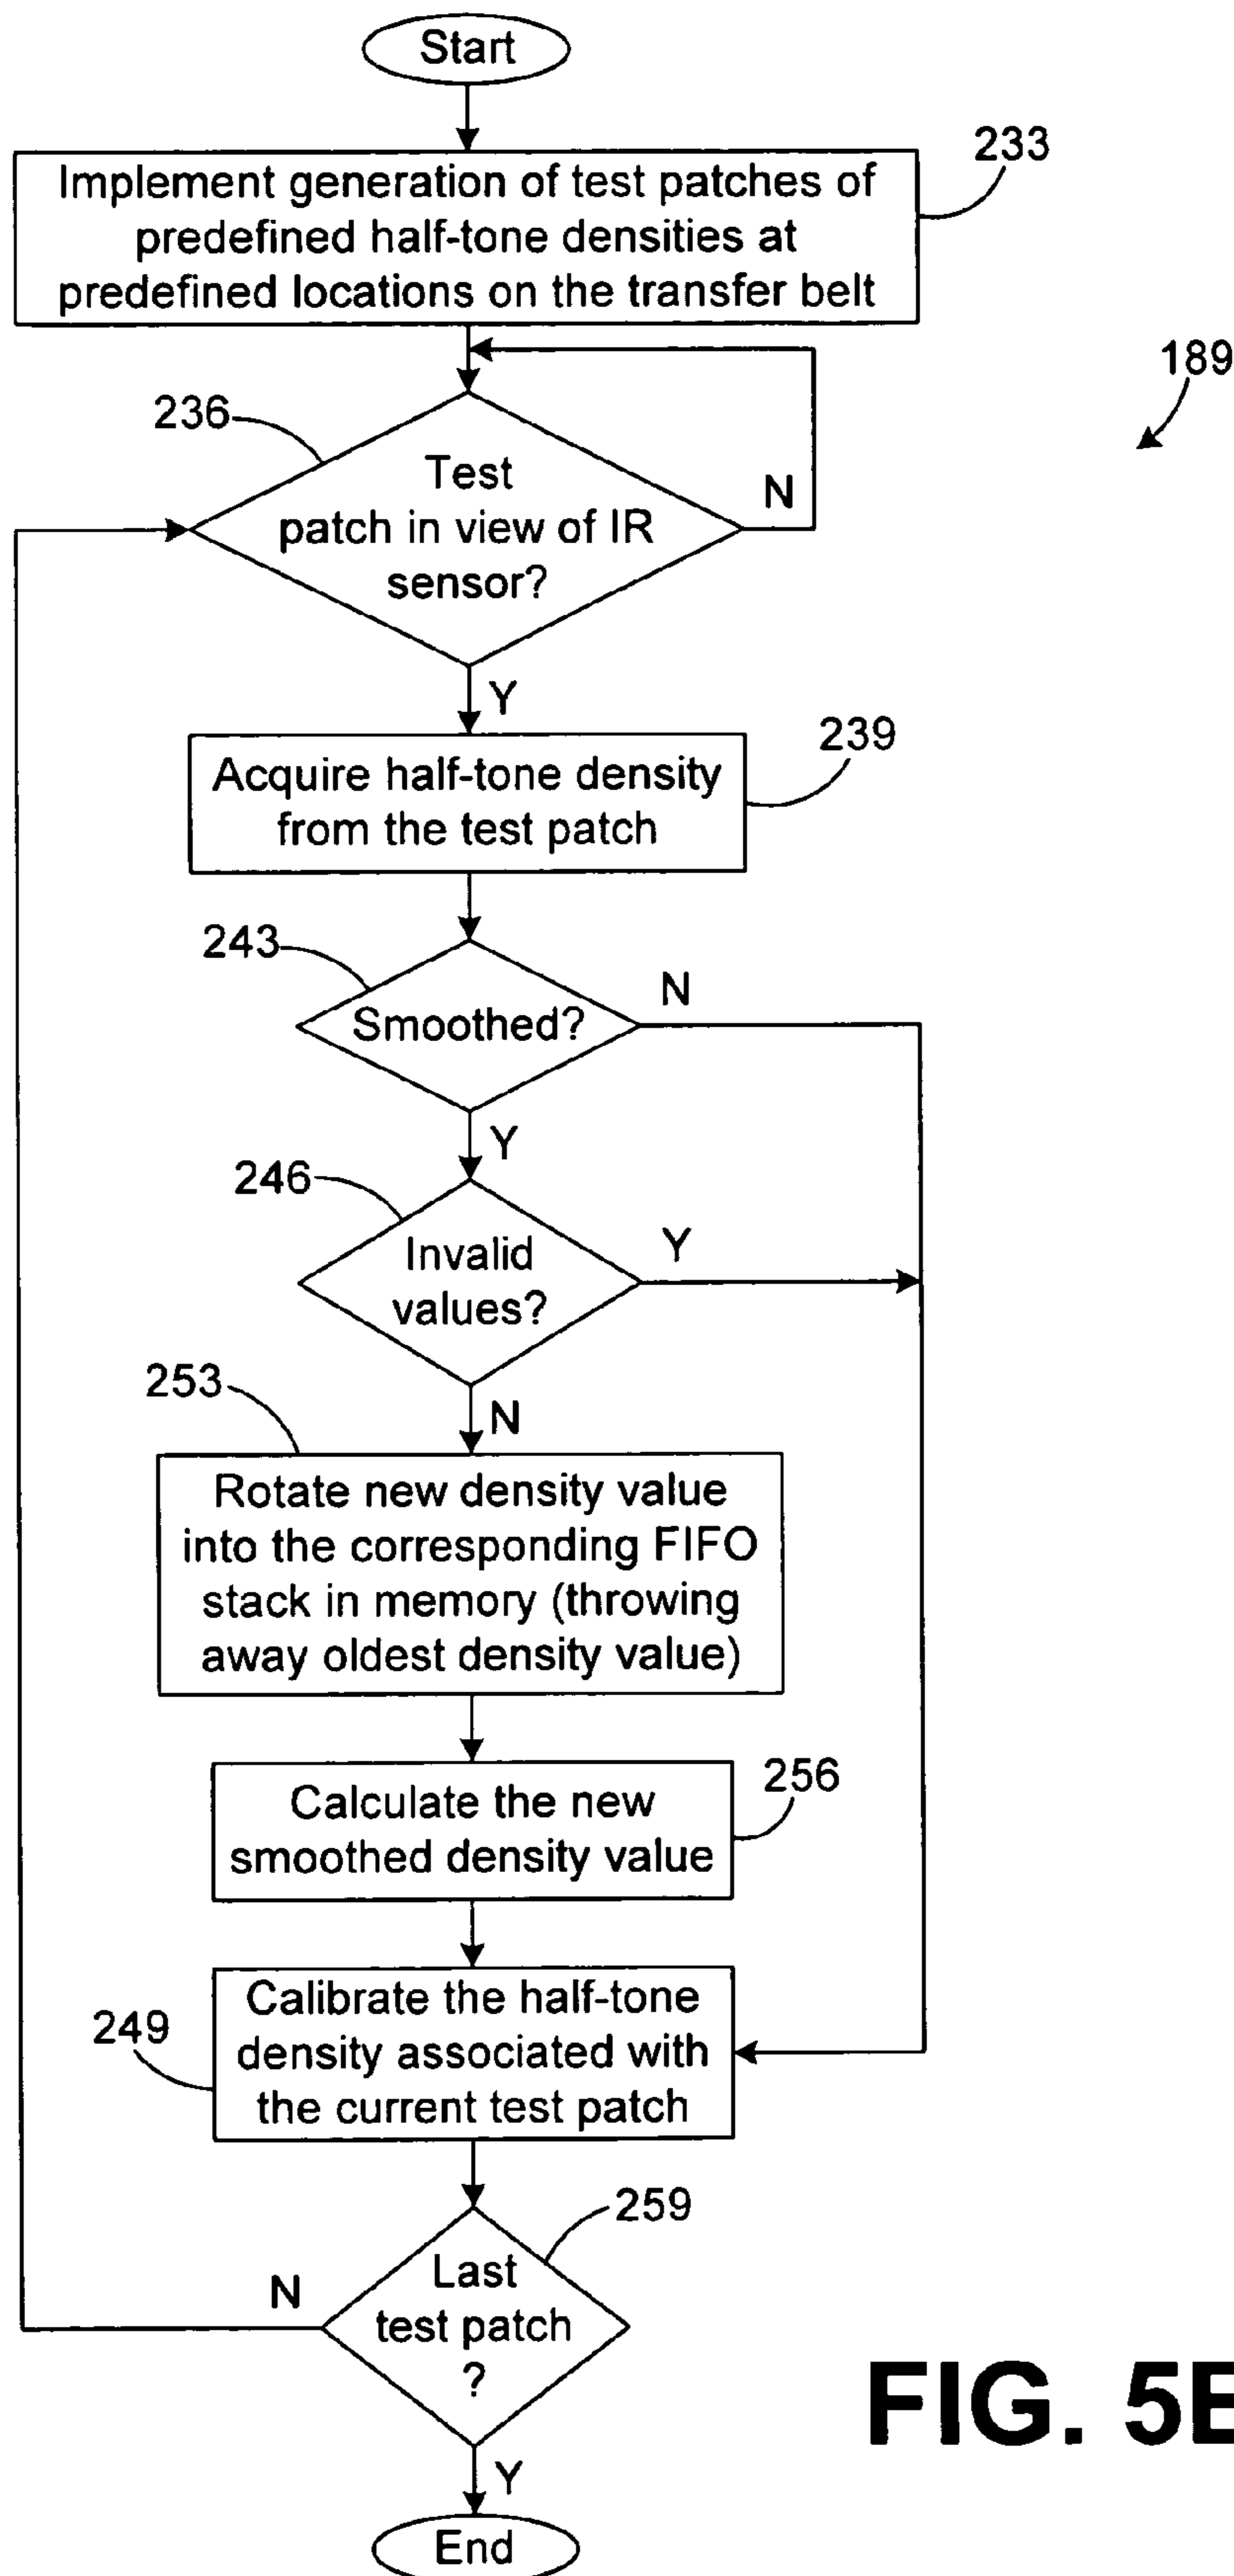 Start
233
Implement generation of test patches of
predefined half-tone densities at
predefined locations on the transfer belt
189
236
Test
patch in view of IR
sensor?
N
Y
239
Acquire half-tone density
from the test patch
243
Smoothed?
N
Y
246
Invalid
values?
Y
N
253
Rotate new density value
into the corresponding FIFO
stack in memory (throwing
away oldest density value)
256
Calculate the new
smoothed density value
249
Calibrate the half-tone
density associated with
the current test patch
259
Last
test patch
?
N
Y
End
FIG. 5B